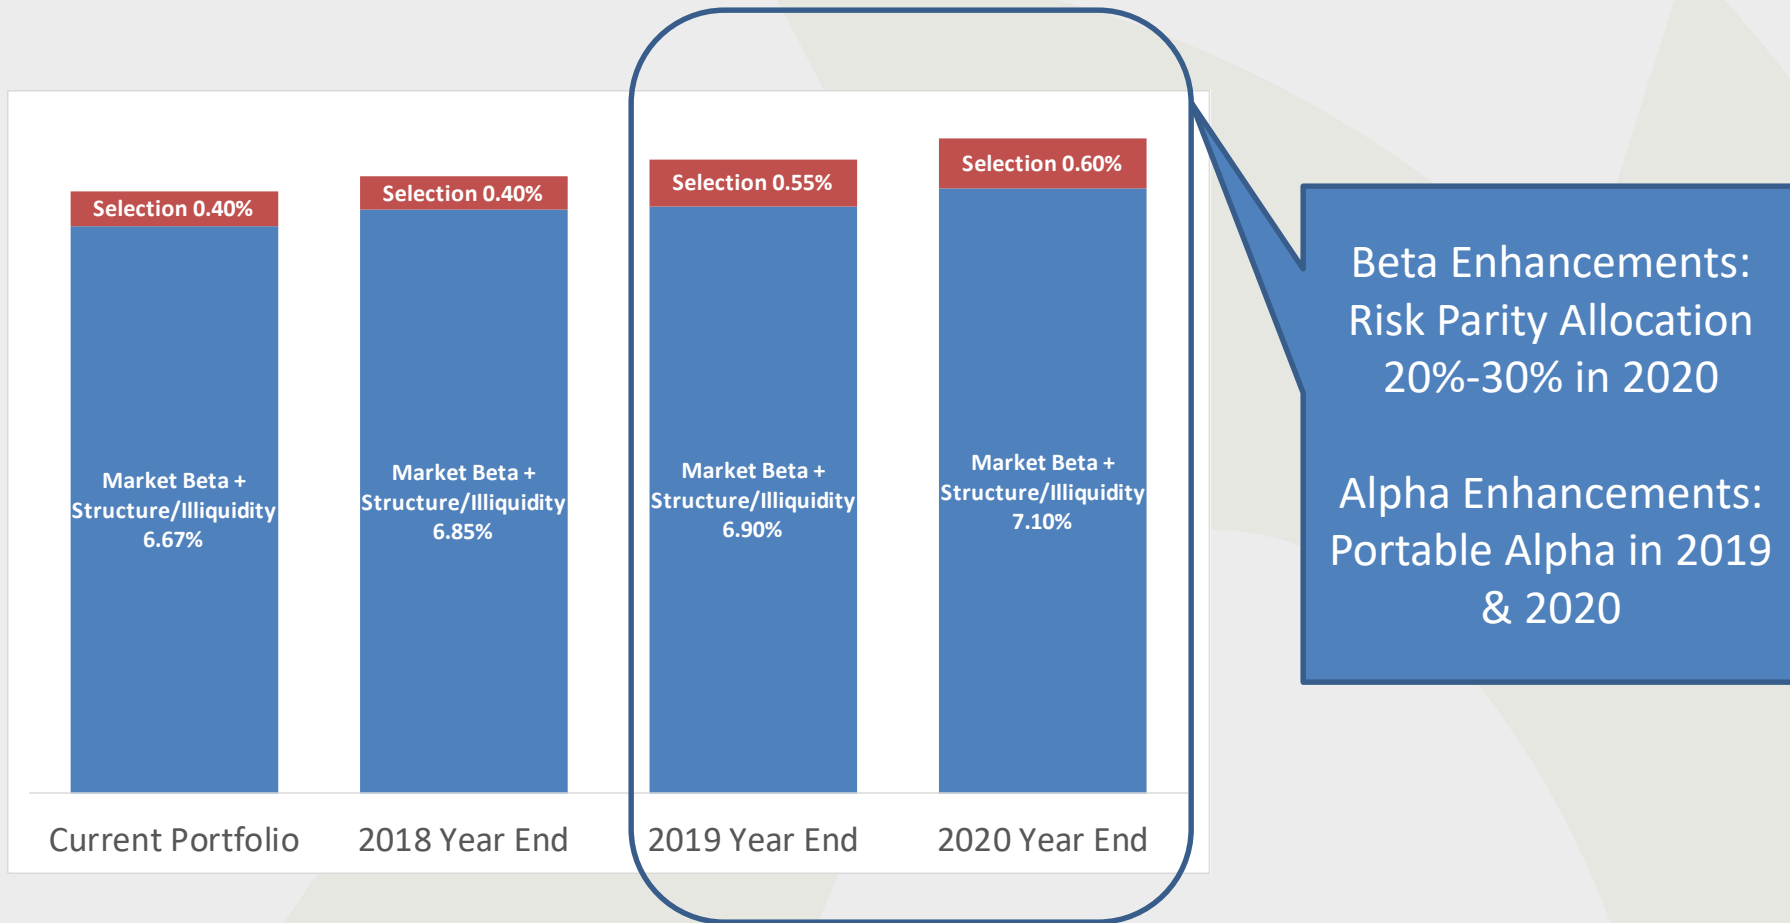 Selection 0.40%
Market Beta +
Structure/Illiquidity
6.67%
Current Portfolio
Selection 0.40%
Market Beta +
Structure/Illiquidity
6.85%
2018 Year End
Selection 0.55%
Market Beta +
Structure/Illiquidity
6.90%
2019 Year End
Selection 0.60%
Market Beta +
Structure/Illiquidity
7.10%
2020 Year End
Beta Enhancements:
Risk Parity Allocation
20%-30% in 2020
Alpha Enhancements:
Portable Alpha in 2019
& 2020